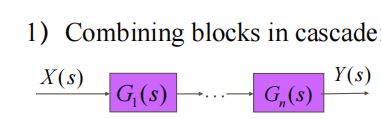 1) Combining blocks in cascade:
X(s)
Y(s)
G₁(s)
...
Gₙ(s)